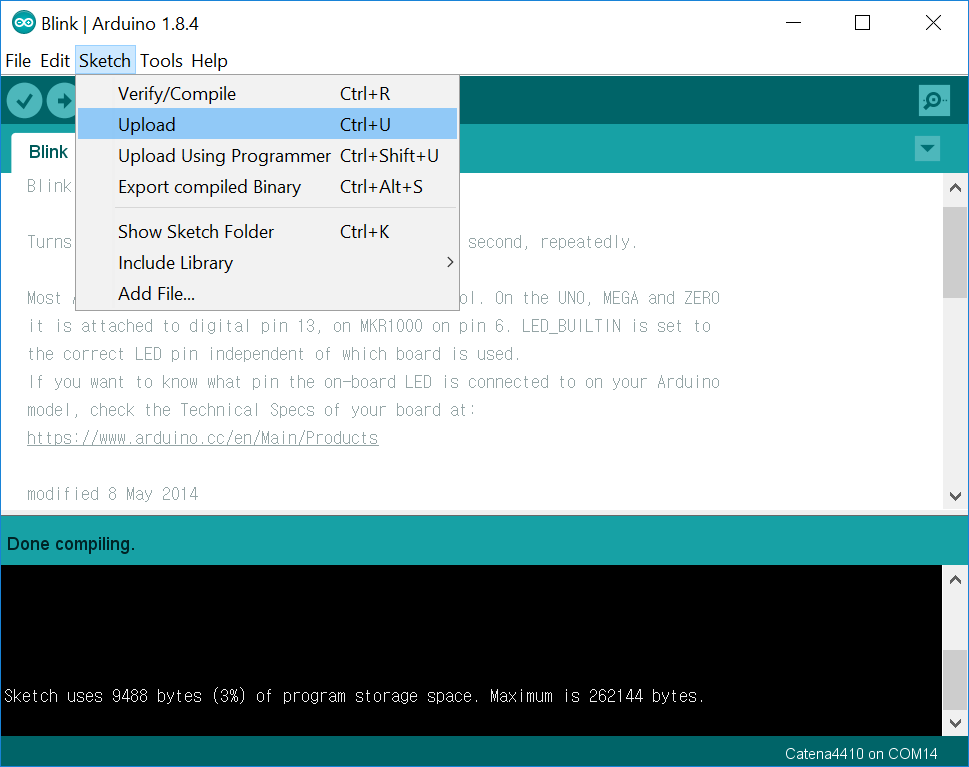 Blink | Arduino 1.8.4
File Edit Sketch Tools Help
Verify/Compile Ctrl+R
Upload Ctrl+U
Upload Using Programmer Ctrl+Shift+U
Export compiled Binary Ctrl+Alt+S
Show Sketch Folder Ctrl+K
Include Library
Add File...
Blink
Blink
Turns second, repeatedly.
Most ol. On the UNO, MEGA and ZERO
it is attached to digital pin 13, on MKR1000 on pin 6. LED_BUILTIN is set to
the correct LED pin independent of which board is used.
If you want to know what pin the on-board LED is connected to on your Arduino
model, check the Technical Specs of your board at:
https://www.arduino.cc/en/Main/Products
modified 8 May 2014
Done compiling.
Sketch uses 9488 bytes (3%) of program storage space. Maximum is 262144 bytes.
Catena4410 on COM14